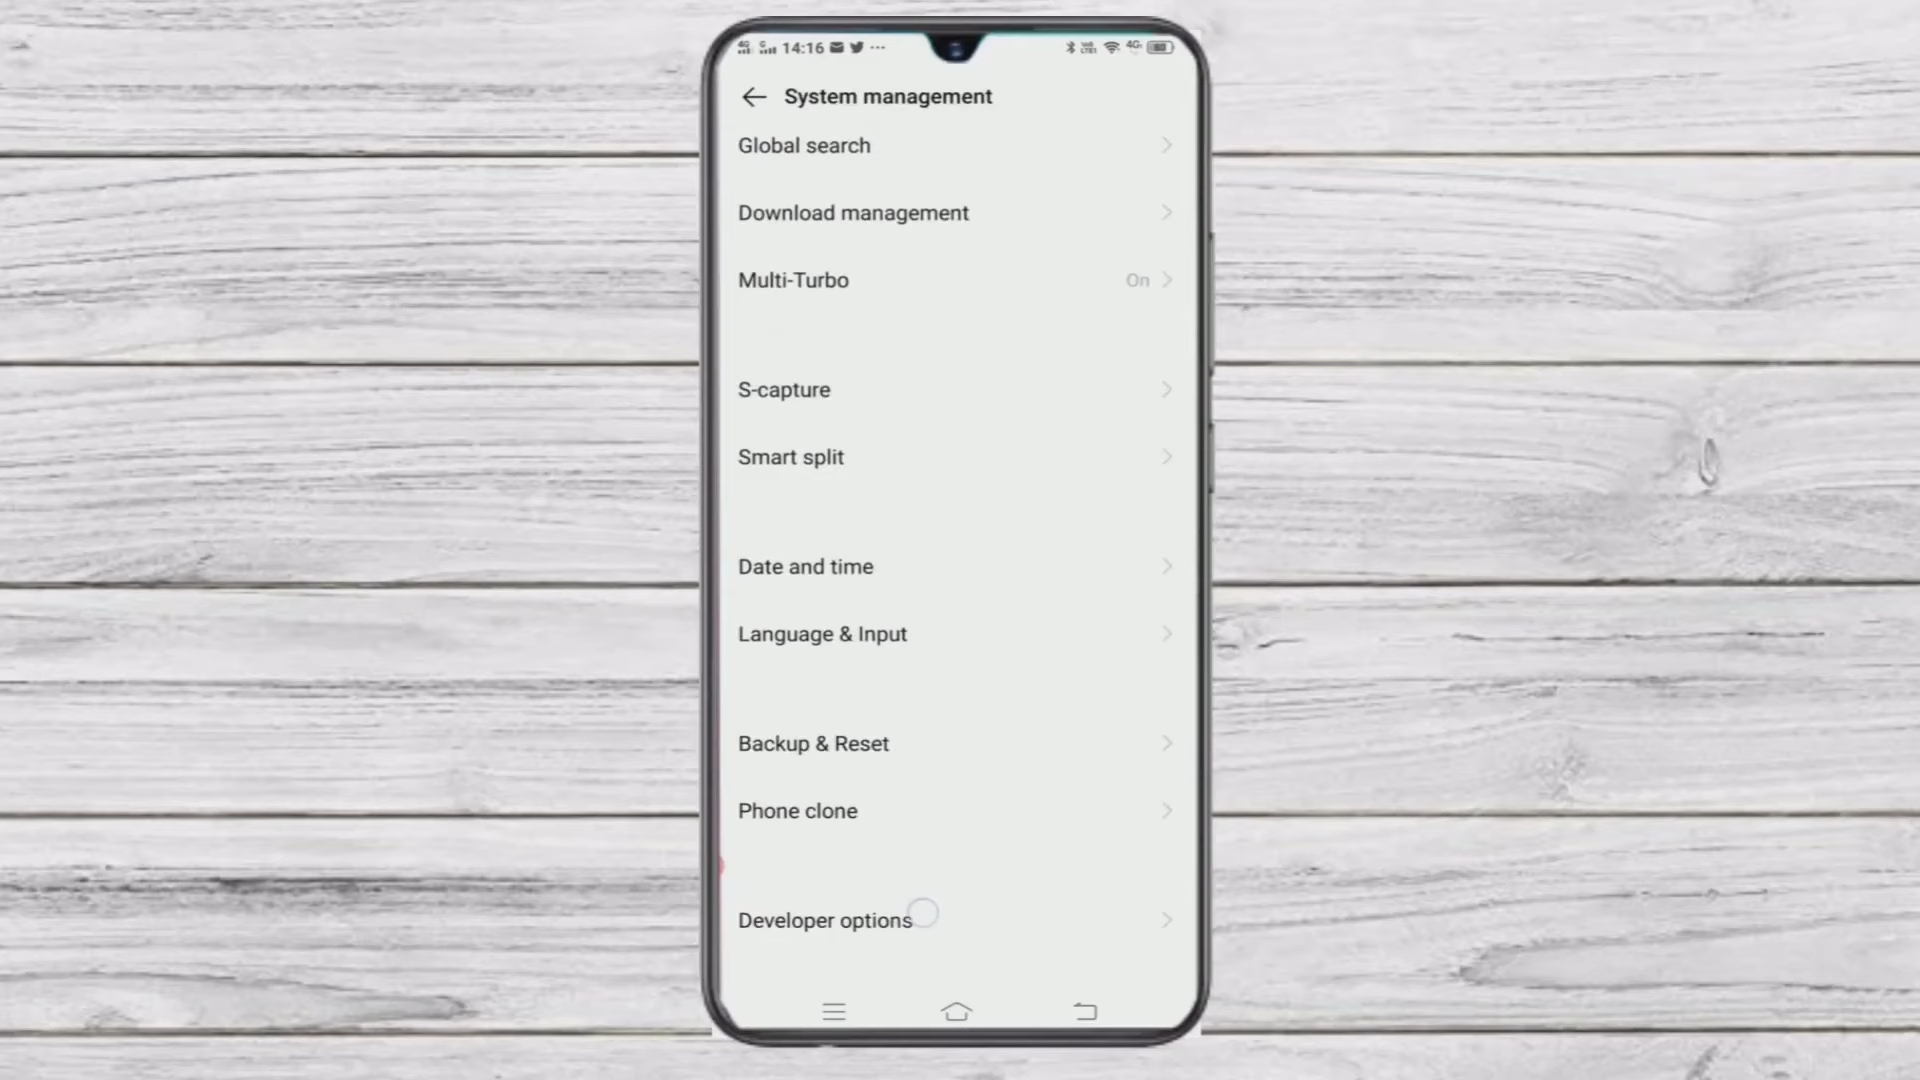 14:16
System management
Global search
Download management
Multi-Turbo
On
S-capture
Smart split
Date and time
Language & Input
Backup & Reset
Phone clone
Developer options